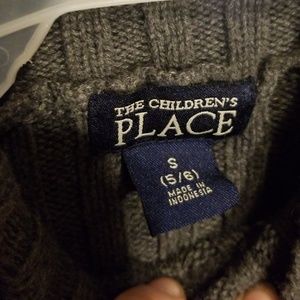 THE CHILDREN'S
PLACE
S
(5/6)
MADE IN
INDONESIA